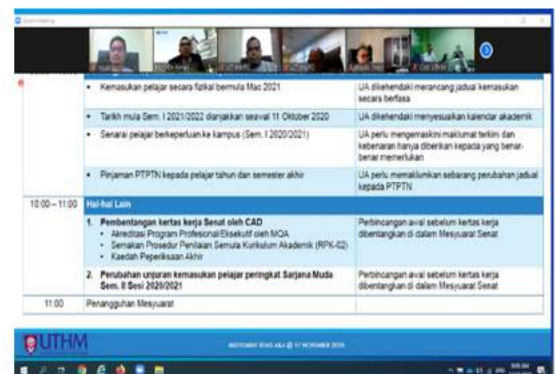 Kemasukan pelajar secara fizikal bermula Mac 2021
UA dikehendaki merancang jadual kemasukan
secara berfasa
Tarikh mula Sem. I 2021/2022 dianjakkan seawal 11 Oktober 2020
UA dikehendaki menyesuaikan kalendar akademik
Senarai pelajar berkeperluan ke kampus (Sem. I 2020/2021)
UA perlu mengemaskini maklumat terkini dan
kebenaran hanya diberikan kepada yang benar-
benar memerlukan
Pinjaman PTPTN kepada pelajar tahun dan semester akhir
UA perlu memaklumkan sebarang perubahan jadual
kepada PTPTN
10:00 – 11:00 Hal-hal Lain
1. Pembentangan kertas kerja Senat oleh CAD
Akreditasi Program Profesional/Eksekutif oleh MQA
Semakan Prosedur Penilaian Semula Kurikulum Akademik (RPK-02)
Kaedah Peperiksaan Akhir
Perbincangan awal sebelum kertas kerja
dibentangkan di dalam Mesyuarat Senat
2. Perubahan unjuran kemasukan pelajar peringkat Sarjana Muda
Sem. II Sesi 2020/2021
Perbincangan awal sebelum kertas kerja
dibentangkan di dalam Mesyuarat Senat
11:00 Penangguhan Mesyuarat
UTHM
MESYUARAT KHAS AKA @ 17 NOVEMBER 2020